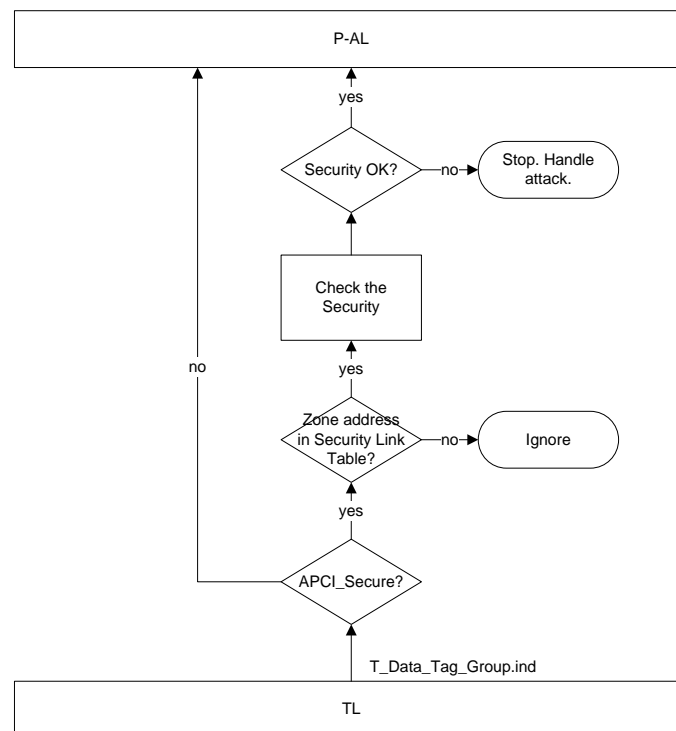 P-AL
yes
Security OK?
no
Stop. Handle
attack.
Check the
Security
no
yes
Zone address
in Security Link
Table?
no
Ignore
yes
APCI_Secure?
T_Data_Tag_Group.ind
TL